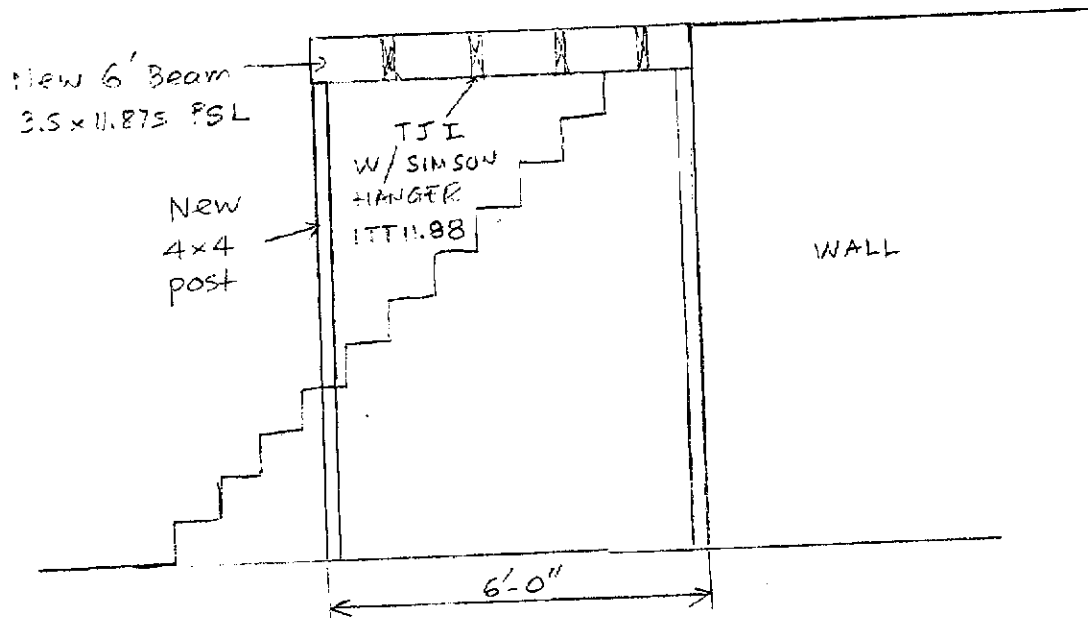 New 6' Beam
3.5 x 11.875 PSL
TJI
W/ SIMSON
HANGER
ITT11.88
New
4x4
post
WALL
6'-0"